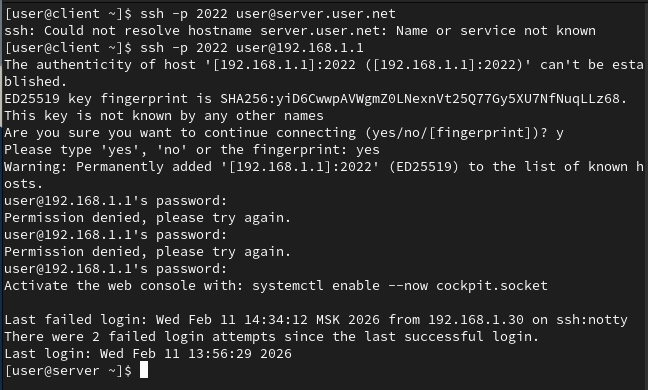 [user@client ~]$ ssh -p 2022 user@server.user.net
ssh: Could not resolve hostname server.user.net: Name or service not known
[user@client ~]$ ssh -p 2022 user@192.168.1.1
The authenticity of host '[192.168.1.1]:2022 ([192.168.1.1]:2022)' can't be esta
blished.
ED25519 key fingerprint is SHA256:yiD6CwwpAVWgmZ0LNexnVt25Q77Gy5XU7NfNuqLLz68.
This key is not known by any other names
Are you sure you want to continue connecting (yes/no/[fingerprint])? y
Please type 'yes', 'no' or the fingerprint: yes
Warning: Permanently added '[192.168.1.1]:2022' (ED25519) to the list of known h
osts.
user@192.168.1.1's password:
Permission denied, please try again.
user@192.168.1.1's password:
Permission denied, please try again.
user@192.168.1.1's password:
Activate the web console with: systemctl enable --now cockpit.socket

Last failed login: Wed Feb 11 14:34:12 MSK 2026 from 192.168.1.30 on ssh:notty
There were 2 failed login attempts since the last successful login.
Last login: Wed Feb 11 13:56:29 2026
[user@server ~]$